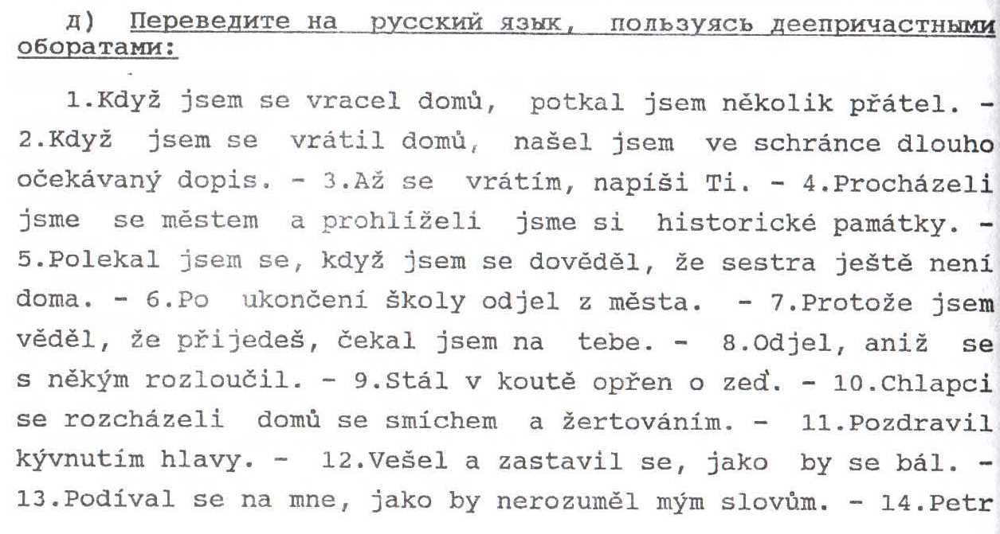 д) Переведите на русский язык, пользуясь деепричастными
оборатами:
1.Když jsem se vracel domů, potkal jsem několik přátel. -
2.Když jsem se vrátil domů, našel jsem ve schránce dlouho
očekávaný dopis. - 3.Až se vrátím, napíši Ti. - 4.Procházeli
jsme se městem a prohlíželi jsme si historické památky. -
5.Polekal jsem se, když jsem se dověděl, že sestra ještě není
doma. - 6.Po ukončení školy odjel z města. - 7.Protože jsem
věděl, že přijedeš, čekal jsem na tebe. - 8.Odjel, aniž se
s někým rozloučil. - 9.Stál v koutě opřen o zeď. - 10.Chlapci
se rozcházeli domů se smíchem a žertováním. - 11.Pozdravil
kývnutím hlavy. - 12.Vešel a zastavil se, jako by se bál. -
13.Podíval se na mne, jako by nerozuměl mým slovům. - 14.Petr